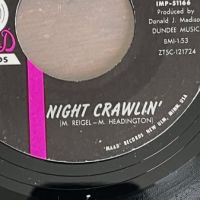 IMP-51166
Produced by
Donald J. Madison
DUNDEE MUSIC
BMI-1:53
ZTSC-121724
NIGHT CRAWLIN'
(M. REIGEL-M. HEADINGTON)
"MAAD" RECORDS NEW ULM, MINN. USA